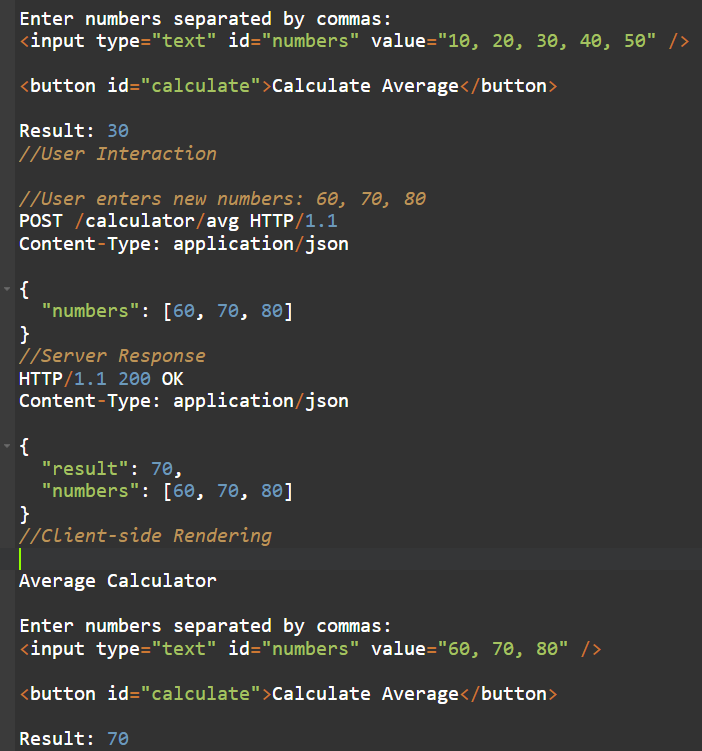 Enter numbers separated by commas:
<input type="text" id="numbers" value="10, 20, 30, 40, 50" />
<button id="calculate">Calculate Average</button>
Result: 30
//User Interaction
//User enters new numbers: 60, 70, 80
POST /calculator/avg HTTP/1.1
Content-Type: application/json
{
  "numbers": [60, 70, 80]
}
//Server Response
HTTP/1.1 200 OK
Content-Type: application/json
{
  "result": 70,
  "numbers": [60, 70, 80]
}
//Client-side Rendering
Average Calculator
Enter numbers separated by commas:
<input type="text" id="numbers" value="60, 70, 80" />
<button id="calculate">Calculate Average</button>
Result: 70